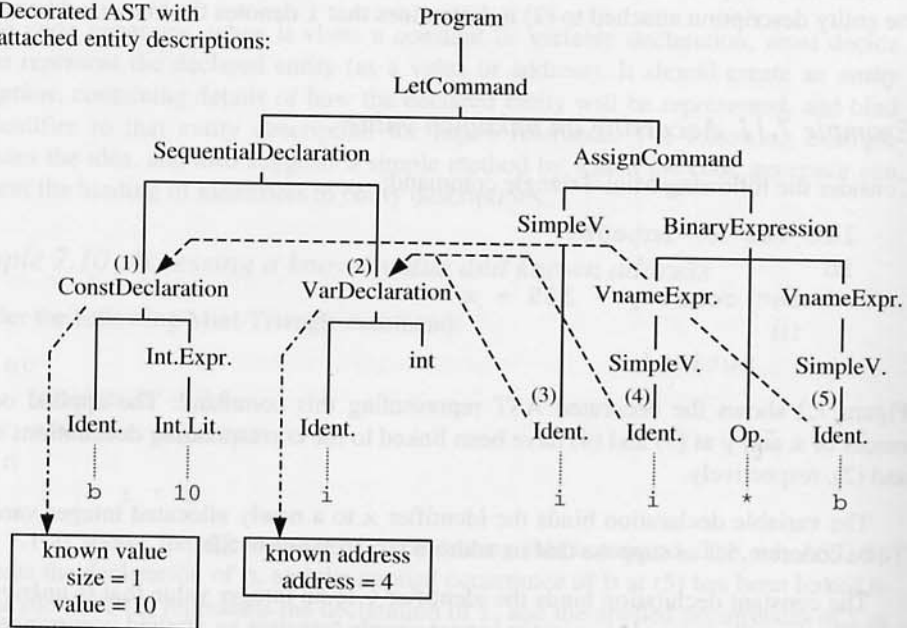 Decorated AST with
attached entity descriptions:
Program
LetCommand
SequentialDeclaration AssignCommand
SimpleV. BinaryExpression
(1) (2)
ConstDeclaration VarDeclaration VnameExpr. VnameExpr.
Int.Expr. int SimpleV. SimpleV.
(3) (4) (5)
Ident. Int.Lit. Ident. Ident. Ident. Op. Ident.
b 10 i i i * b
known value
size = 1
value = 10
known address
address = 4